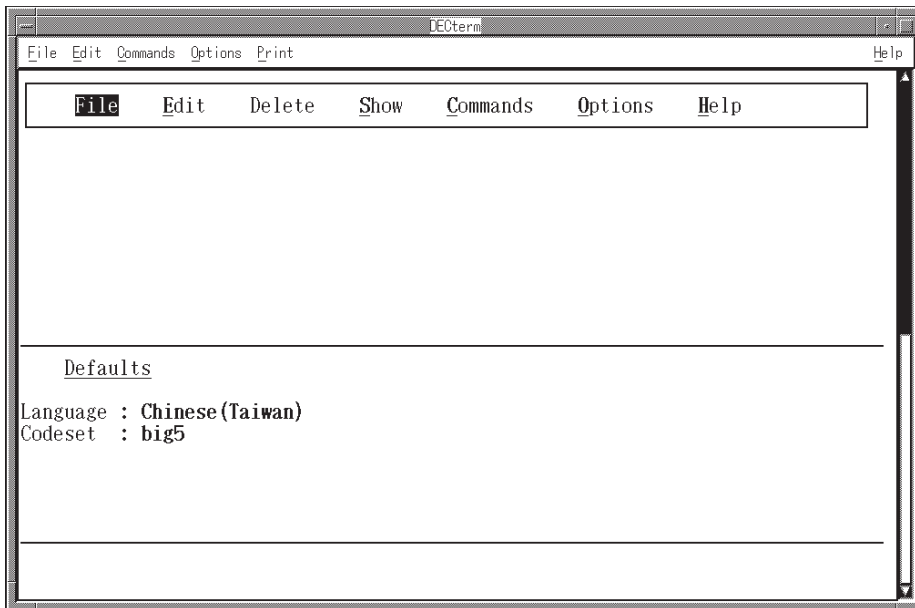 DECterm
File Edit Commands Options Print Help
File Edit Delete Show Commands Options Help
Defaults
Language : Chinese(Taiwan)
Codeset : big5